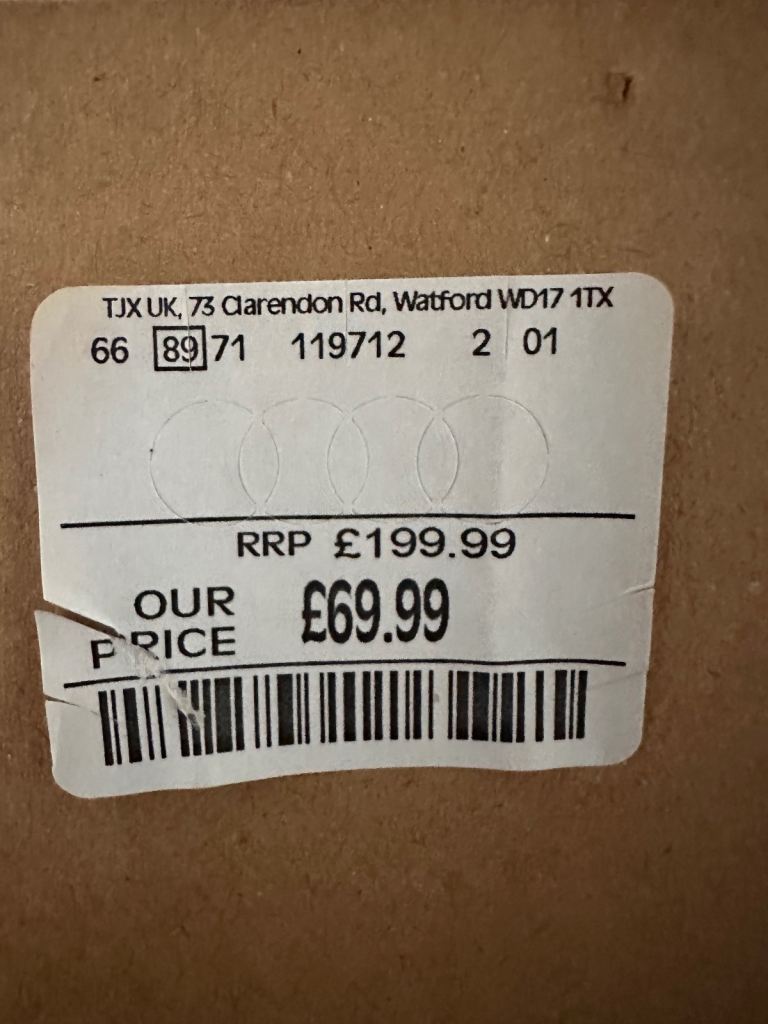 TJX UK, 73 Clarendon Rd, Watford WD17 1TX
66 89 71 119712 2 01
RRP £199.99
OUR PRICE £69.99